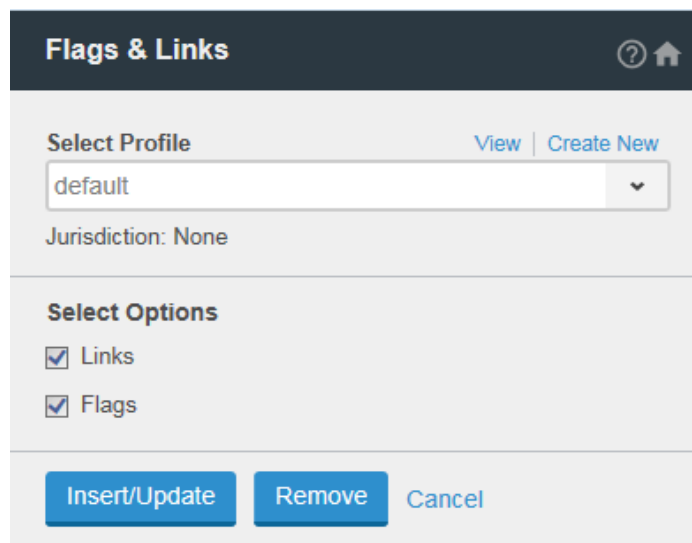 Flags & Links
Select Profile View | Create New
default
Jurisdiction: None
Select Options
Links
Flags
Insert/Update Remove Cancel